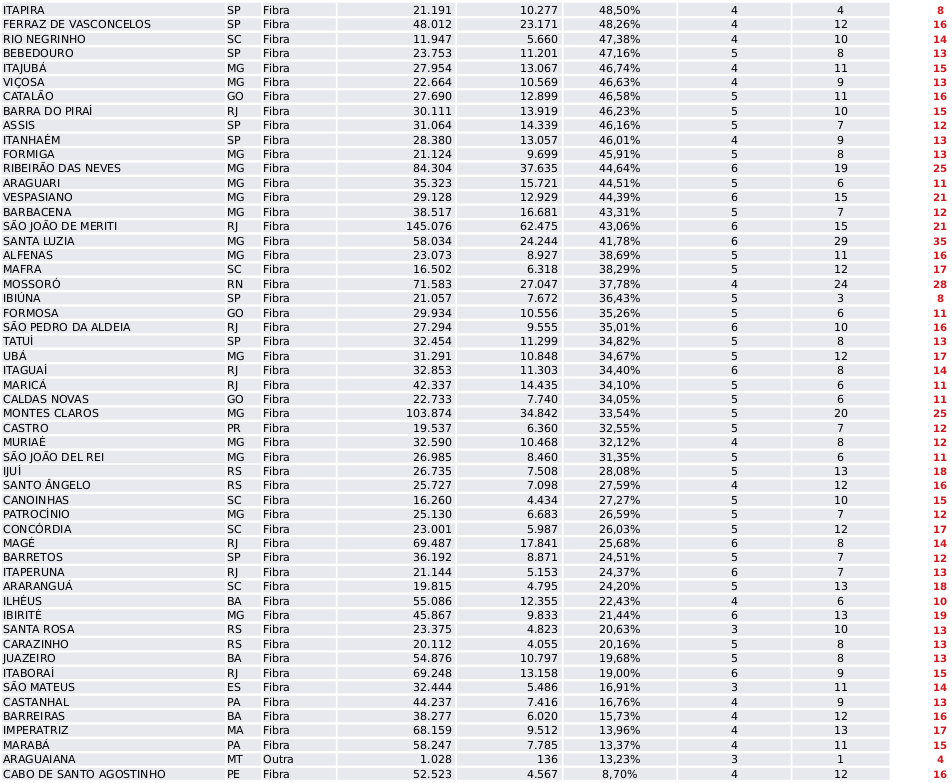 ITAPIRA SP Fibra 21.191 10.277 48,50% 4 4 8
FERRAZ DE VASCONCELOS SP Fibra 48.012 23.171 48,26% 4 12 16
RIO NEGRINHO SC Fibra 11.947 5.660 47,38% 4 10 14
BEBEDOURO SP Fibra 23.753 11.201 47,16% 5 8 13
ITAJUBÁ MG Fibra 27.954 13.067 46,74% 4 11 15
VIÇOSA MG Fibra 22.664 10.569 46,63% 4 9 13
CATALÃO GO Fibra 27.690 12.899 46,58% 5 11 16
BARRA DO PIRAÍ RJ Fibra 30.111 13.919 46,23% 5 10 15
ASSIS SP Fibra 31.064 14.339 46,16% 5 7 12
ITANHAÉM SP Fibra 28.380 13.057 46,01% 4 9 13
FORMIGA MG Fibra 21.124 9.699 45,91% 5 8 13
RIBEIRÃO DAS NEVES MG Fibra 84.304 37.635 44,64% 6 19 25
ARAGUARI MG Fibra 35.323 15.721 44,51% 5 6 11
VESPASIANO MG Fibra 29.128 12.929 44,39% 6 15 21
BARBACENA MG Fibra 38.517 16.681 43,31% 5 7 12
SÃO JOÃO DE MERITI RJ Fibra 145.076 62.475 43,06% 6 15 21
SANTA LUZIA MG Fibra 58.034 24.244 41,78% 6 29 35
ALFENAS MG Fibra 23.073 8.927 38,69% 5 11 16
MAFRA SC Fibra 16.502 6.318 38,29% 5 12 17
MOSSORÓ RN Fibra 71.583 27.047 37,78% 4 24 28
IBIÚNA SP Fibra 21.057 7.672 36,43% 5 3 8
FORMOSA GO Fibra 29.934 10.556 35,26% 5 6 11
SÃO PEDRO DA ALDEIA RJ Fibra 27.294 9.555 35,01% 6 10 16
TATUÍ SP Fibra 32.454 11.299 34,82% 5 8 13
UBÁ MG Fibra 31.291 10.848 34,67% 5 12 17
ITAGUAÍ RJ Fibra 32.853 11.303 34,40% 6 8 14
MARICÁ RJ Fibra 42.337 14.435 34,10% 5 6 11
CALDAS NOVAS GO Fibra 22.733 7.740 34,05% 5 6 11
MONTES CLAROS MG Fibra 103.874 34.842 33,54% 5 20 25
CASTRO PR Fibra 19.537 6.360 32,55% 5 7 12
MURIAÉ MG Fibra 32.590 10.468 32,12% 4 8 12
SÃO JOÃO DEL REI MG Fibra 26.985 8.460 31,35% 5 6 11
IJUÍ RS Fibra 26.735 7.508 28,08% 5 13 18
SANTO ÂNGELO RS Fibra 25.727 7.098 27,59% 4 12 16
CANOINHAS SC Fibra 16.260 4.434 27,27% 5 10 15
PATROCÍNIO MG Fibra 25.130 6.683 26,59% 5 7 12
CONCÓRDIA SC Fibra 23.001 5.987 26,03% 5 12 17
MAGÉ RJ Fibra 69.487 17.841 25,68% 6 8 14
BARRETOS SP Fibra 36.192 8.871 24,51% 5 7 12
ITAPERUNA RJ Fibra 21.144 5.153 24,37% 6 7 13
ARARANGUÁ SC Fibra 19.815 4.795 24,20% 5 13 18
ILHÉUS BA Fibra 55.086 12.355 22,43% 4 6 10
IBIRITÉ MG Fibra 45.867 9.833 21,44% 6 13 19
SANTA ROSA RS Fibra 23.375 4.823 20,63% 3 10 13
CARAZINHO RS Fibra 20.112 4.055 20,16% 5 8 13
JUAZEIRO BA Fibra 54.876 10.797 19,68% 5 8 13
ITABORAÍ RJ Fibra 69.248 13.158 19,00% 6 9 15
SÃO MATEUS ES Fibra 32.444 5.486 16,91% 3 11 14
CASTANHAL PA Fibra 44.237 7.416 16,76% 4 9 13
BARREIRAS BA Fibra 38.277 6.020 15,73% 4 12 16
IMPERATRIZ MA Fibra 68.159 9.512 13,96% 4 13 17
MARABÁ PA Fibra 58.247 7.785 13,37% 4 11 15
ARAGUAIANA MT Outra 1.028 136 13,23% 3 1 4
CABO DE SANTO AGOSTINHO PE Fibra 52.523 4.567 8,70% 4 12 16